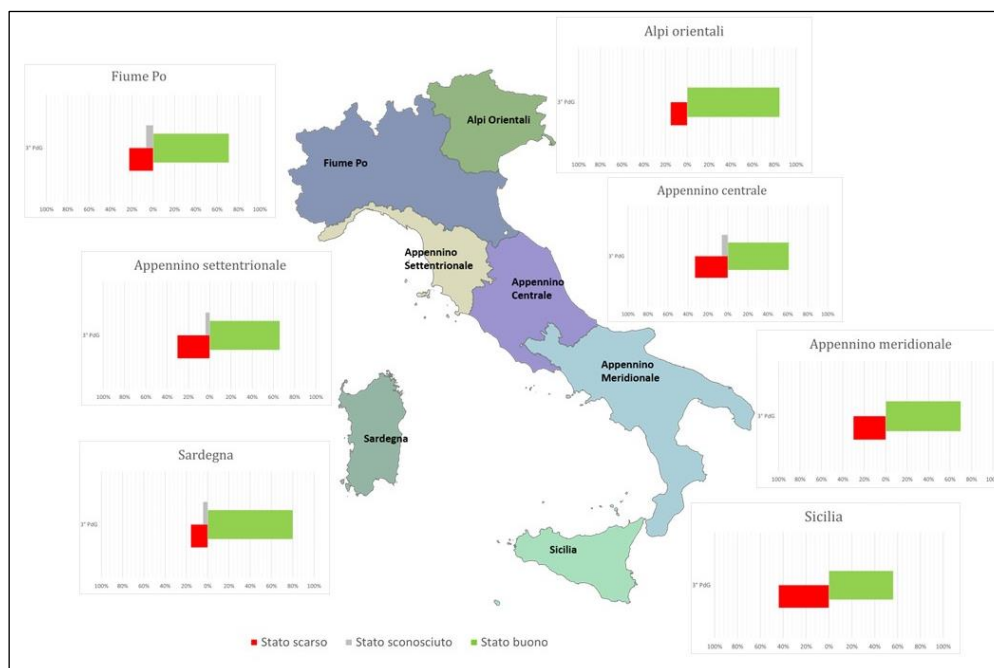 Alpi orientali
3° PdG
100% 80% 60% 40% 20% 0% 20% 40% 60% 80% 100%
Fiume Po
3° PdG
100% 80% 60% 40% 20% 0% 20% 40% 60% 80% 100%
Alpi Orientali
Fiume Po
Appennino centrale
3° PdG
100% 80% 60% 40% 20% 0% 20% 40% 60% 80% 100%
Appennino settentrionale
3° PdG
100% 80% 60% 40% 20% 0% 20% 40% 60% 80% 100%
Appennino
Settentrionale
Appennino
Centrale
Appennino meridionale
3° PdG
100% 80% 60% 40% 20% 0% 20% 40% 60% 80% 100%
Appennino
Meridionale
Sardegna
Sardegna
3° PdG
100% 80% 60% 40% 20% 0% 20% 40% 60% 80% 100%
Sicilia
3° PdG
100% 80% 60% 40% 20% 0% 20% 40% 60% 80% 100%
Sicilia
Stato scarso Stato sconosciuto Stato buono